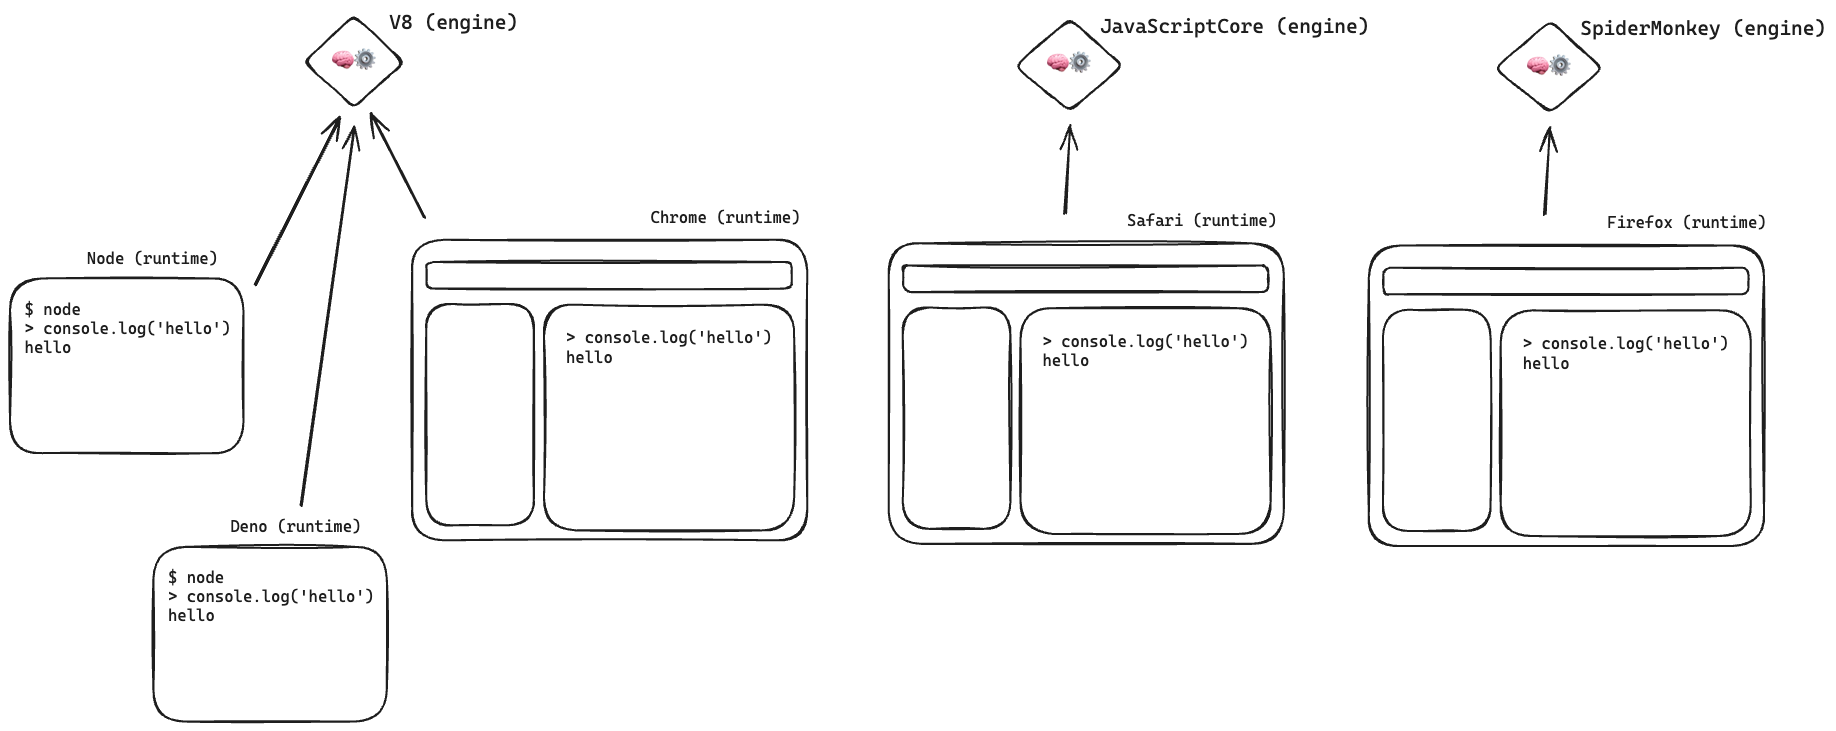 V8 (engine)
JavaScriptCore (engine)
SpiderMonkey (engine)
Node (runtime)
$ node
> console.log('hello')
hello
Deno (runtime)
$ node
> console.log('hello')
hello
Chrome (runtime)
> console.log('hello')
hello
Safari (runtime)
> console.log('hello')
hello
Firefox (runtime)
> console.log('hello')
hello